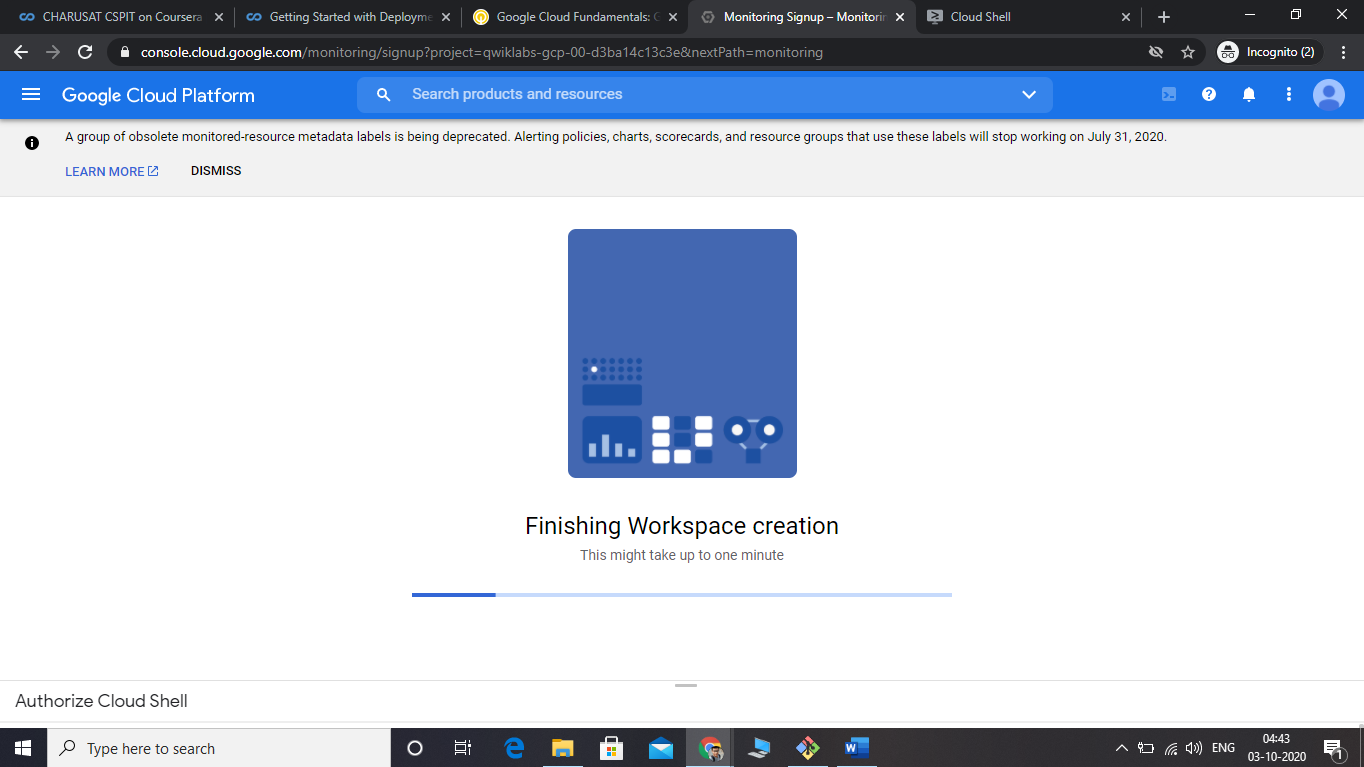 CHARUSAT CSPIT on Coursera
Getting Started with Deployme
Google Cloud Fundamentals: G
Monitoring Signup – Monitorin
Cloud Shell
console.cloud.google.com/monitoring/signup?project=qwiklabs-gcp-00-d3ba14c13c3e&nextPath=monitoring
Incognito (2)
Google Cloud Platform
Search products and resources
A group of obsolete monitored-resource metadata labels is being deprecated. Alerting policies, charts, scorecards, and resource groups that use these labels will stop working on July 31, 2020.
LEARN MORE
DISMISS
Finishing Workspace creation
This might take up to one minute
Authorize Cloud Shell
Type here to search
ENG
04:43
03-10-2020
1